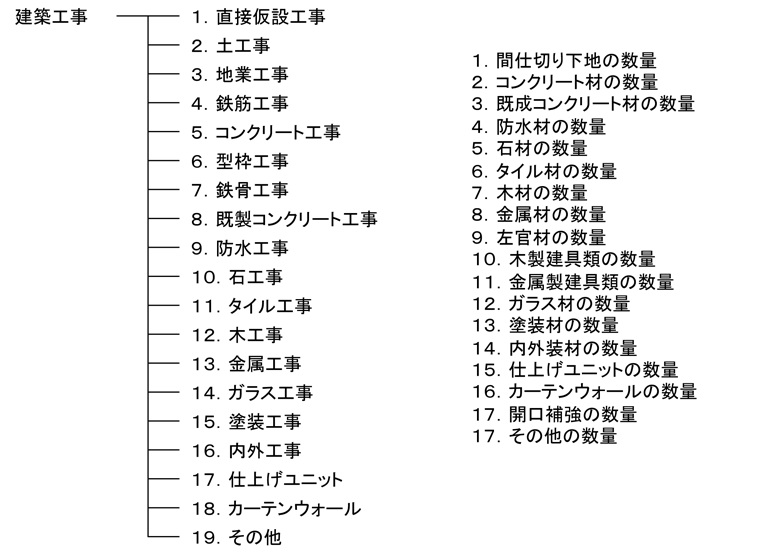 建築工事
1. 直接仮設工事
2. 土工事
3. 地業工事
4. 鉄筋工事
5. コンクリート工事
6. 型枠工事
7. 鉄骨工事
8. 既製コンクリート工事
9. 防水工事
10. 石工事
11. タイル工事
12. 木工事
13. 金属工事
14. ガラス工事
15. 塗装工事
16. 内外工事
17. 仕上げユニット
18. カーテンウォール
19. その他
1. 間仕切り下地の数量
2. コンクリート材の数量
3. 既成コンクリート材の数量
4. 防水材の数量
5. 石材の数量
6. タイル材の数量
7. 木材の数量
8. 金属材の数量
9. 左官材の数量
10. 木製建具類の数量
11. 金属製建具類の数量
12. ガラス材の数量
13. 塗装材の数量
14. 内外装材の数量
15. 仕上げユニットの数量
16. カーテンウォールの数量
17. 開口補強の数量
17. その他の数量